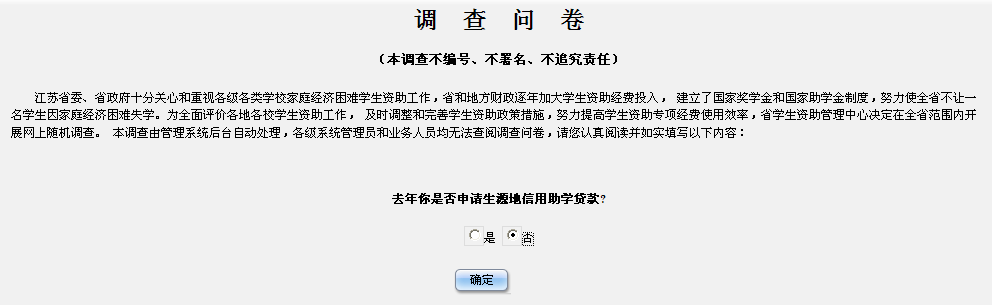 调 查 问 卷
（本调查不编号、不署名、不追究责任）
江苏省委、省政府十分关心和重视各级各类学校家庭经济困难学生资助工作，省和地方财政逐年加大学生资助经费投入， 建立了国家奖学金和国家助学金制度，努力使全省不让一
名学生因家庭经济困难失学。为全面评价各地各校学生资助工作， 及时调整和完善学生资助政策措施，努力提高学生资助专项经费使用效率，省学生资助管理中心决定在全省范围内开
展网上随机调查。 本调查由管理系统后台自动处理，各级系统管理员和业务人员均无法查阅调查问卷，请您认真阅读并如实填写以下内容：
去年你是否申请生源地信用助学贷款?
是 否
确定